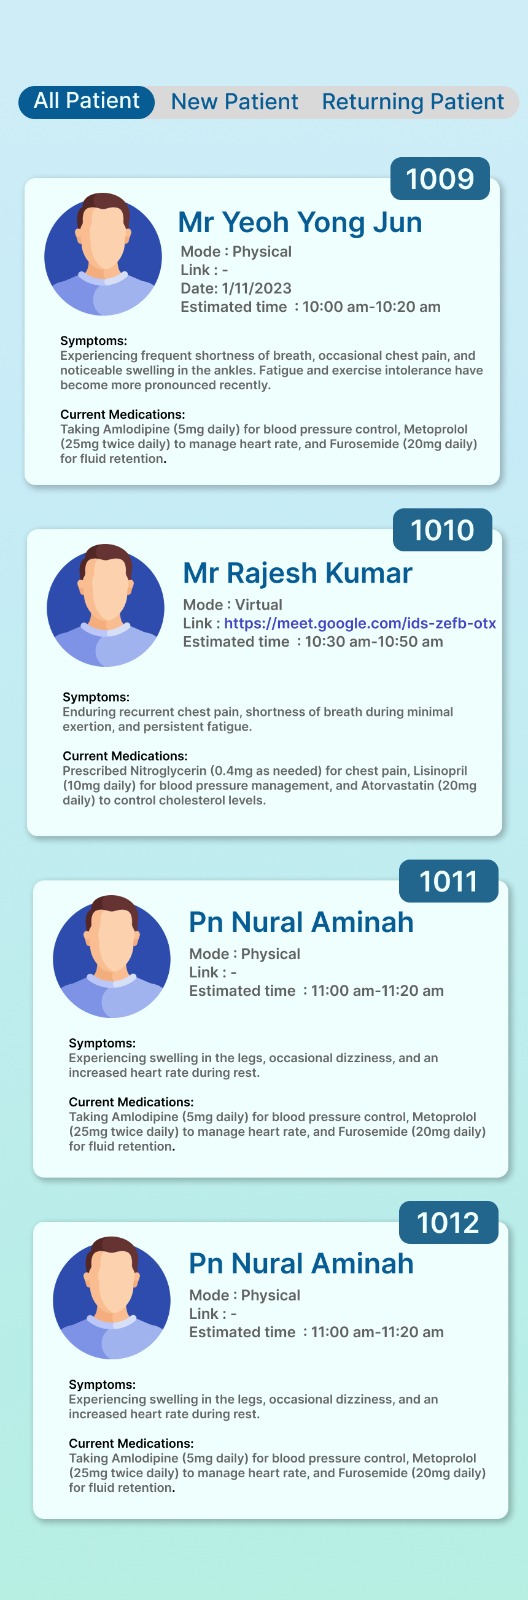 All Patient New Patient Returning Patient
1009
Mr Yeoh Yong Jun
Mode : Physical
Link : -
Date: 1/11/2023
Estimated time : 10:00 am-10:20 am
Symptoms:
Experiencing frequent shortness of breath, occasional chest pain, and
noticeable swelling in the ankles. Fatigue and exercise intolerance have
become more pronounced recently.
Current Medications:
Taking Amlodipine (5mg daily) for blood pressure control, Metoprolol
(25mg twice daily) to manage heart rate, and Furosemide (20mg daily)
for fluid retention.
1010
Mr Rajesh Kumar
Mode : Virtual
Link : https://meet.google.com/ids-zefb-otx
Estimated time : 10:30 am-10:50 am
Symptoms:
Enduring recurrent chest pain, shortness of breath during minimal
exertion, and persistent fatigue.
Current Medications:
Prescribed Nitroglycerin (0.4mg as needed) for chest pain, Lisinopril
(10mg daily) for blood pressure management, and Atorvastatin (20mg
daily) to control cholesterol levels.
1011
Pn Nural Aminah
Mode : Physical
Link : -
Estimated time : 11:00 am-11:20 am
Symptoms:
Experiencing swelling in the legs, occasional dizziness, and an
increased heart rate during rest.
Current Medications:
Taking Amlodipine (5mg daily) for blood pressure control, Metoprolol
(25mg twice daily) to manage heart rate, and Furosemide (20mg daily)
for fluid retention.
1012
Pn Nural Aminah
Mode : Physical
Link : -
Estimated time : 11:00 am-11:20 am
Symptoms:
Experiencing swelling in the legs, occasional dizziness, and an
increased heart rate during rest.
Current Medications:
Taking Amlodipine (5mg daily) for blood pressure control, Metoprolol
(25mg twice daily) to manage heart rate, and Furosemide (20mg daily)
for fluid retention.